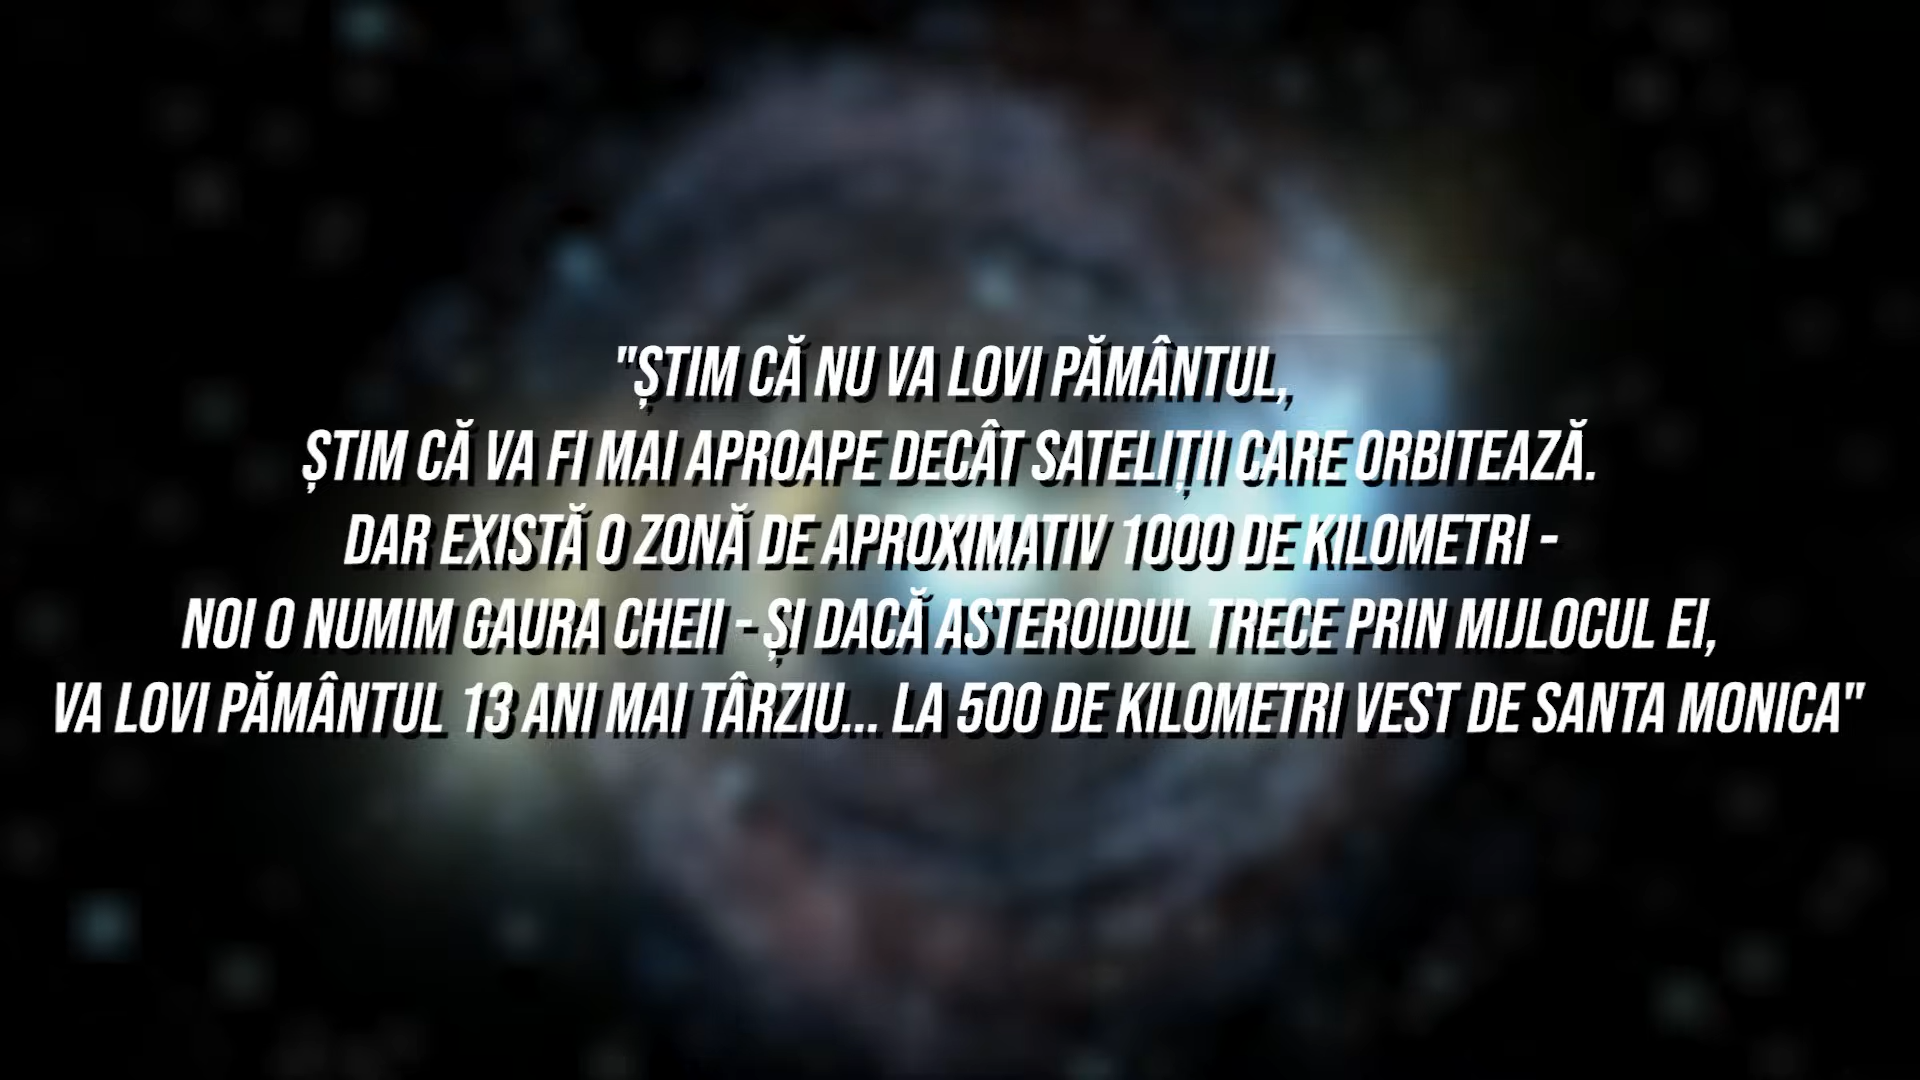 "ȘTIM CĂ NU VA LOVI PĂMÂNTUL,
ȘTIM CĂ VA FI MAI APROAPE DECÂT SATELIȚII CARE ORBITEAZĂ.
DAR EXISTĂ O ZONĂ DE APROXIMATIV 1000 DE KILOMETRI -
NOI O NUMIM GAURA CHEII - ȘI DACĂ ASTEROIDUL TRECE PRIN MIJLOCUL EI,
VA LOVI PĂMÂNTUL 13 ANI MAI TÂRZIU... LA 500 DE KILOMETRI VEST DE SANTA MONICA"